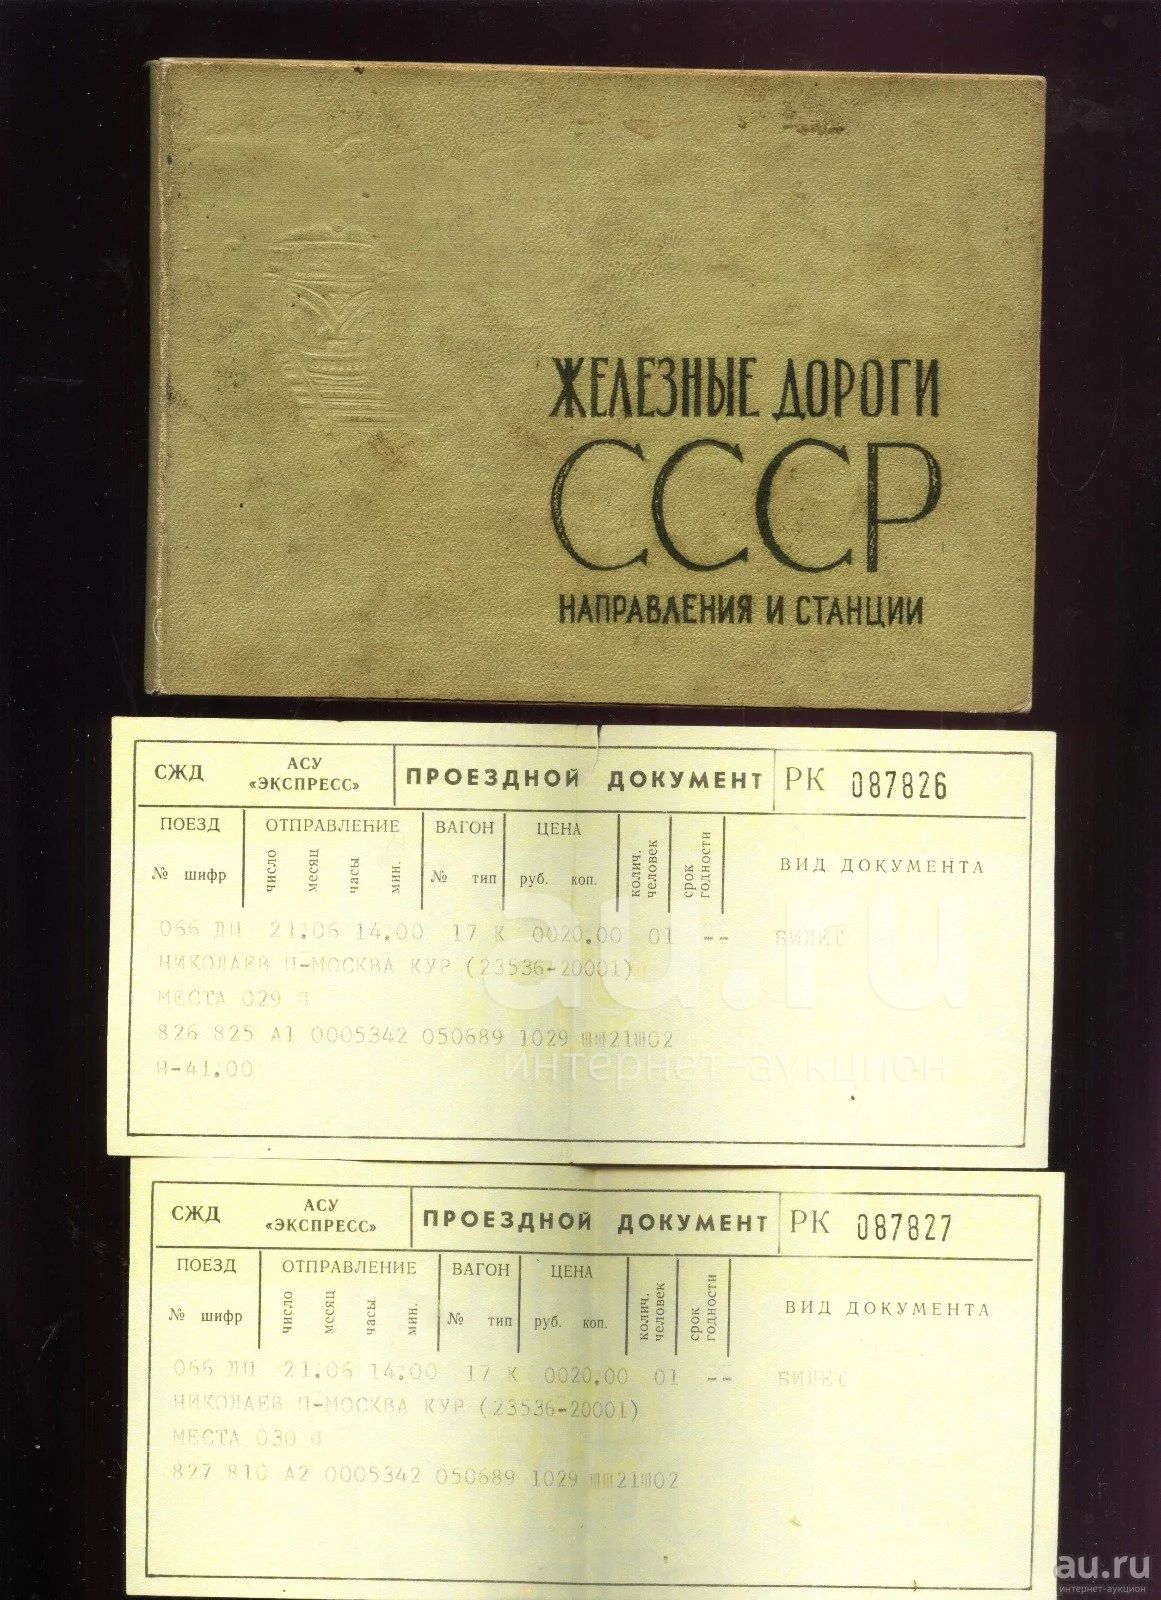 ЖЕЛЕЗНЫЕ ДОРОГИ
СССР
НАПРАВЛЕНИЯ И СТАНЦИИ
СЖД
АСУ
«ЭКСПРЕСС»
ПРОЕЗДНОЙ ДОКУМЕНТ
РК 087826
ПОЕЗД ОТПРАВЛЕНИЕ ВАГОН ЦЕНА колич. человек срок годности ВИД ДОКУМЕНТА
№ шифр число месяц часы мин. № тип руб. коп.
066 21.06 14.00 17 К 0020.00 01 -- БИЛЕТ
НИКОЛАЕВ П-МОСКВА КУР (23536-20001)
МЕСТА 029
826 825 А1 0005342 050689 1029 ШШ21Ш02
Н-41.00
au.ru
интернет-аукцион
СЖД
АСУ
«ЭКСПРЕСС»
ПРОЕЗДНОЙ ДОКУМЕНТ
РК 087827
ПОЕЗД ОТПРАВЛЕНИЕ ВАГОН ЦЕНА колич. человек срок годности ВИД ДОКУМЕНТА
№ шифр число месяц часы мин. № тип руб. коп.
066 21.06 14:00 17 К 0020.00 01 -- БИЛЕТ
НИКОЛАЕВ П-МОСКВА КУР (23536-20001)
МЕСТА 030
827 810 А2 0005342 050689 1029 ШШ21Ш02
au.ru
интернет-аукцион